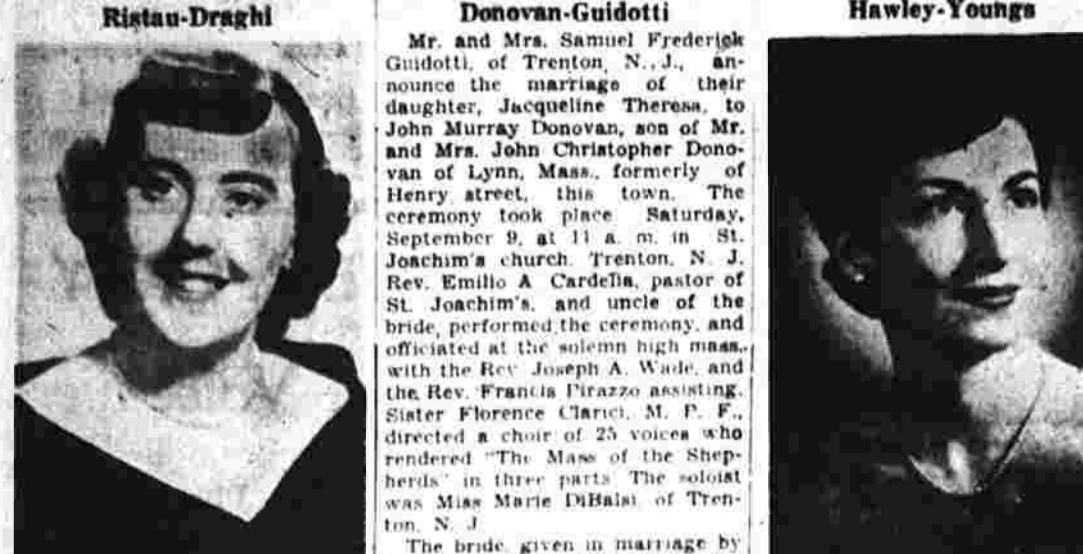 Ristau-Draghi
Donovan-Guidotti
Mr. and Mrs. Samuel Frederick
Guidotti, of Trenton, N. J., an-
nounce the marriage of their
daughter, Jacqueline Theresa, to
John Murray Donovan, son of Mr.
and Mrs. John Christopher Dono-
van of Lynn, Mass., formerly of
Henry street, this town. The
ceremony took place Saturday,
September 9, at 11 a. m. in St.
Joachim's church, Trenton, N. J.
Rev. Emilio A. Cardelia, pastor of
St. Joachim's, and uncle of the
bride, performed the ceremony, and
officiated at the solemn high mass,
with the Rev. Joseph A. Wade, and
the Rev. Francis Pirazzo assisting.
Sister Florence Clarici, M. P. F.,
directed a choir of 25 voices who
rendered "The Mass of the Shep-
herds" in three parts. The soloist
was Miss Marie DiBalsi, of Tren-
ton, N. J.
The bride, given in marriage by
Hawley-Youngs